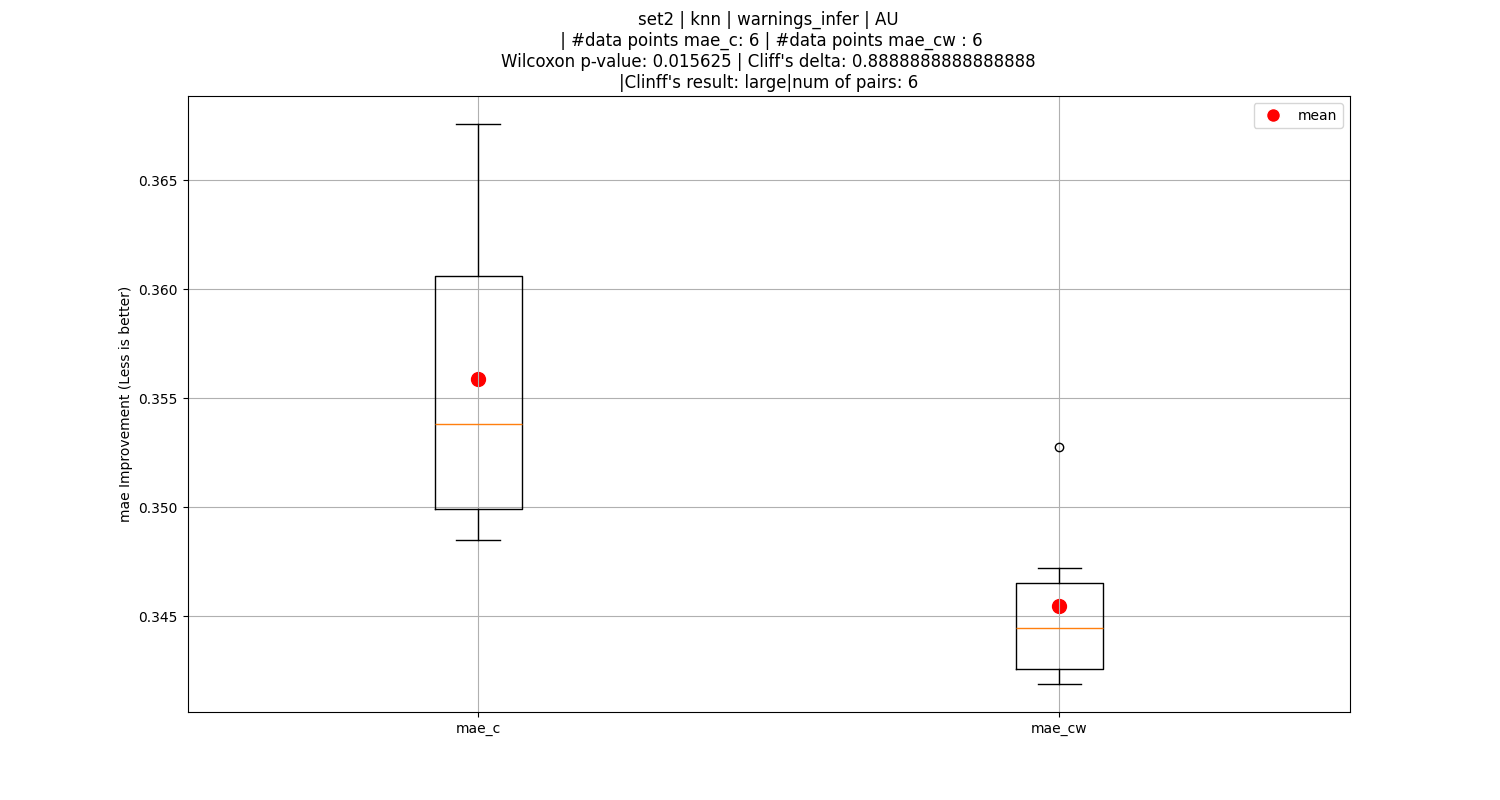 set2 | knn | warnings_infer | AU
| #data points mae_c: 6 | #data points mae_cw : 6
Wilcoxon p-value: 0.015625 | Cliff's delta: 0.8888888888888888
|Clinff's result: large|num of pairs: 6
mean
mae Improvement (Less is better)
0.365
0.360
0.355
0.350
0.345
mae_c
mae_cw